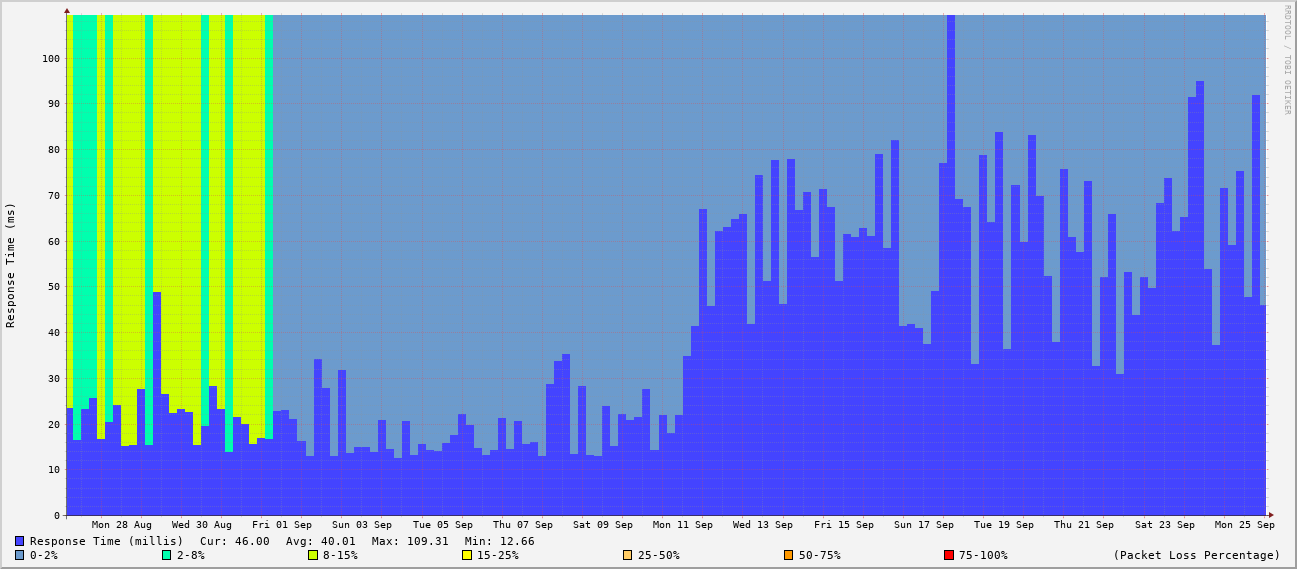 RRDTOOL / TOBI OETIKER
Response Time (ms)
100
90
80
70
60
50
40
30
20
10
0
Mon 28 Aug Wed 30 Aug Fri 01 Sep Sun 03 Sep Tue 05 Sep Thu 07 Sep Sat 09 Sep Mon 11 Sep Wed 13 Sep Fri 15 Sep Sun 17 Sep Tue 19 Sep Thu 21 Sep Sat 23 Sep Mon 25 Sep
Response Time (millis) Cur: 46.00 Avg: 40.01 Max: 109.31 Min: 12.66
0-2% 2-8% 8-15% 15-25% 25-50% 50-75% 75-100% (Packet Loss Percentage)